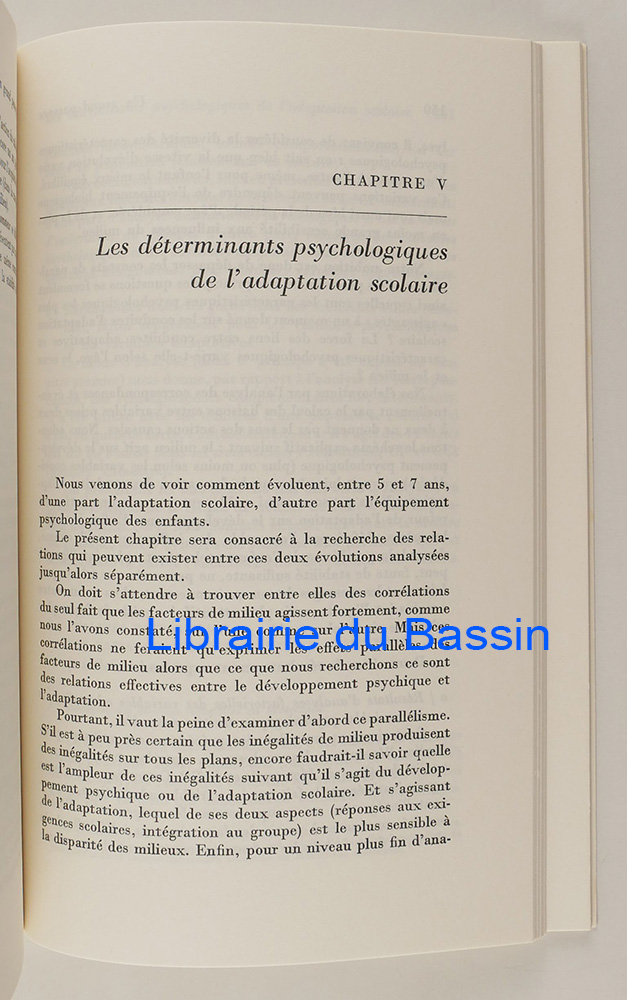 CHAPITRE V
Les déterminants psychologiques
de l'adaptation scolaire
Nous venons de voir comment évoluent, entre 5 et 7 ans,
d'une part l'adaptation scolaire, d'autre part l'équipement
psychologique des enfants.
Le présent chapitre sera consacré à la recherche des rela-
tions qui peuvent exister entre ces deux évolutions analysées
jusqu'alors séparément.
On doit s'attendre à trouver entre elles des corrélations
du seul fait que les facteurs de milieu agissent fortement, comme
nous l'avons constaté, sur l'une comme sur l'autre. Mais ces
corrélations ne feraient qu'exprimer les effets parallèles des
facteurs de milieu alors que ce que nous recherchons ce sont
des relations effectives entre le développement psychique et
l'adaptation.
Pourtant, il vaut la peine d'examiner d'abord ce parallélisme.
S'il est à peu près certain que les inégalités de milieu produisent
des inégalités sur tous les plans, encore faudrait-il savoir quelle
est l'ampleur de ces inégalités suivant qu'il s'agit du dévelop-
pement psychique ou de l'adaptation scolaire. Et s'agissant
de l'adaptation, lequel de ses deux aspects (réponses aux exi-
gences scolaires, intégration au groupe) est le plus sensible à
la disparité des milieux. Enfin, pour un niveau plus fin d'ana-
Librairie du Bassin